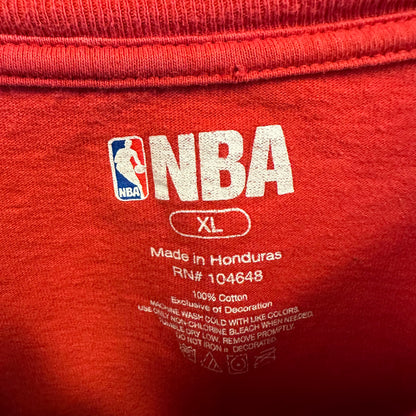 NBA NBA
XL
Made in Honduras
RN# 104648
100% Cotton
Exclusive of Decoration
MACHINE WASH COLD WITH LIKE COLORS.
USE ONLY NON-CHLORINE BLEACH WHEN NEEDED.
TUMBLE DRY LOW. REMOVE PROMPTLY.
DO NOT IRON IF DECORATED.